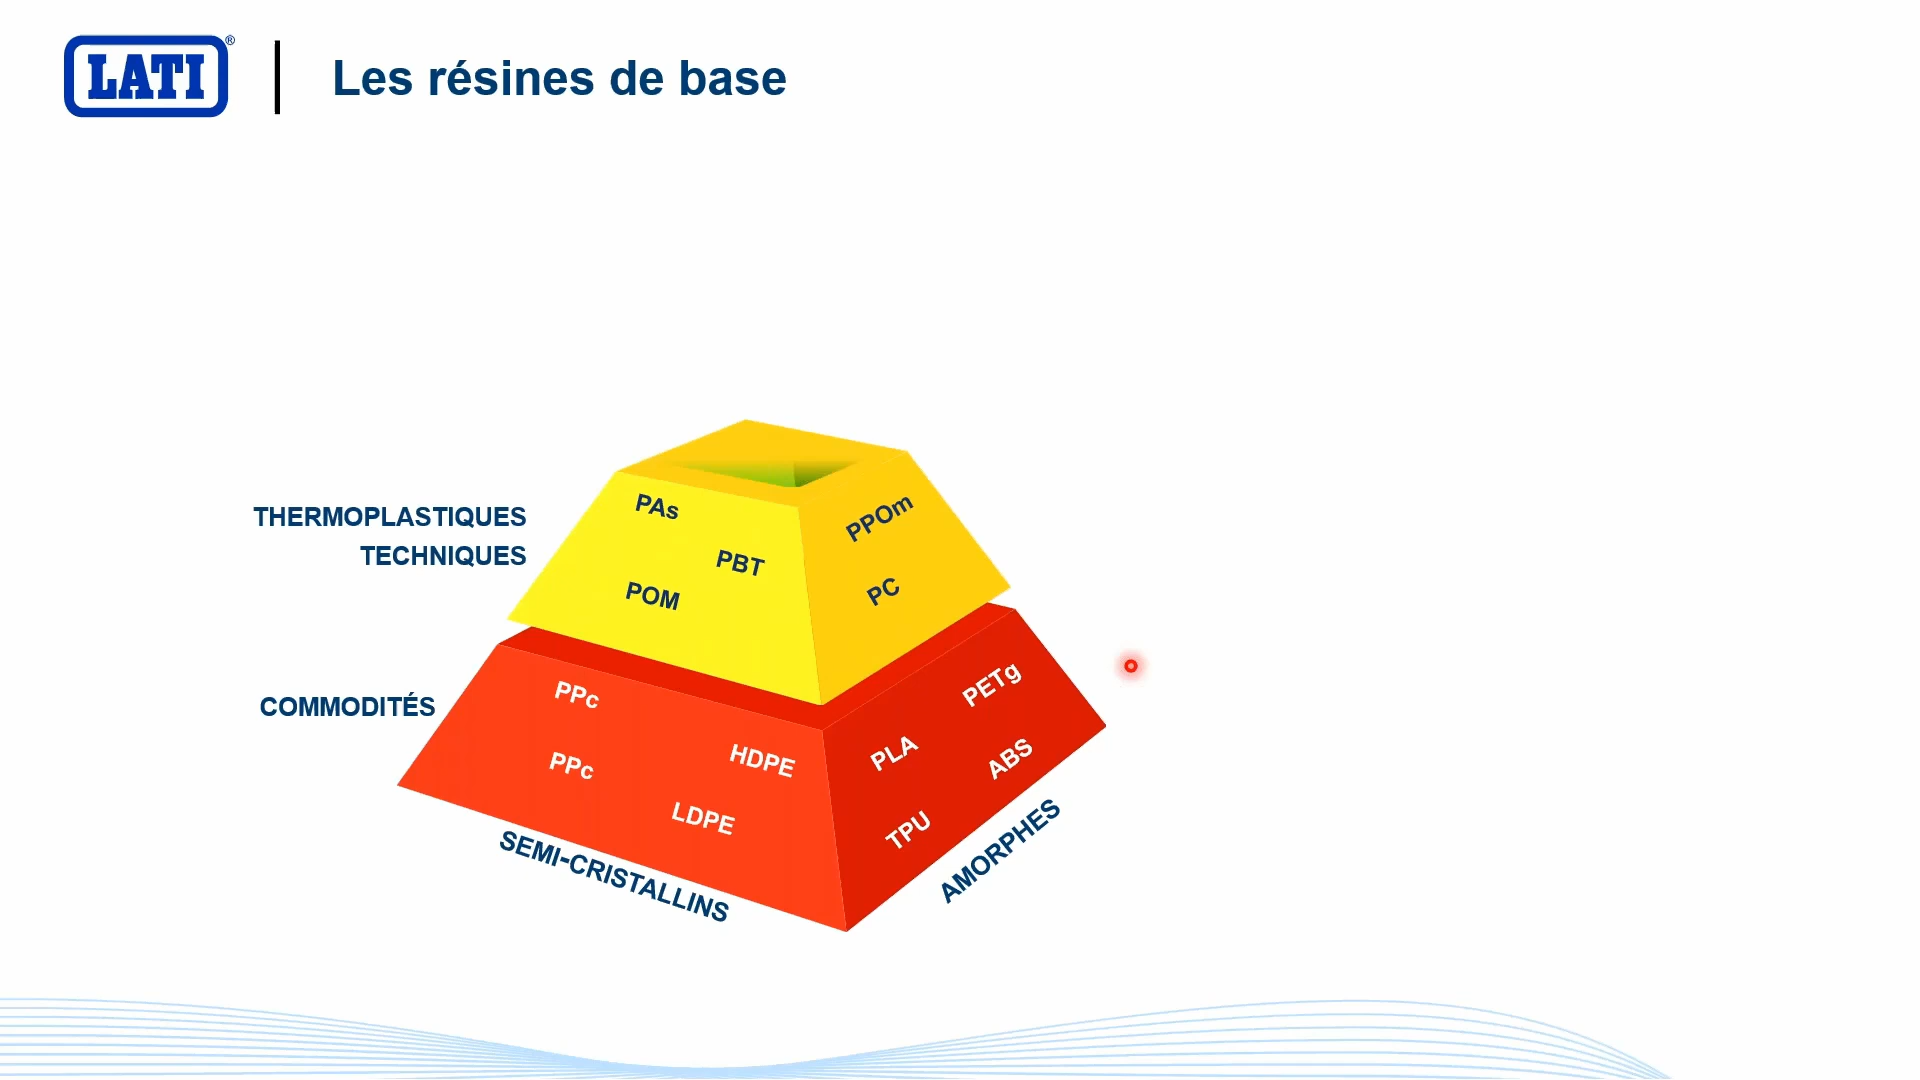 LATI®
Les résines de base
THERMOPLASTIQUES
TECHNIQUES
PAs
PBT
POM
PPOm
PC
COMMODITÉS
PPc
HDPE
PPc
LDPE
PETg
PLA
ABS
TPU
SEMI-CRISTALLINS
AMORPHES